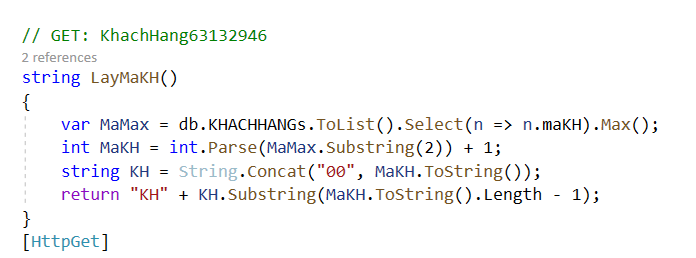 // GET: KhachHang63132946
2 references
string LayMaKH()
{
    var MaMax = db.KHACHHANGs.ToList().Select(n => n.maKH).Max();
    int MaKH = int.Parse(MaMax.Substring(2)) + 1;
    string KH = String.Concat("00", MaKH.ToString());
    return "KH" + KH.Substring(MaKH.ToString().Length - 1);
}
[HttpGet]